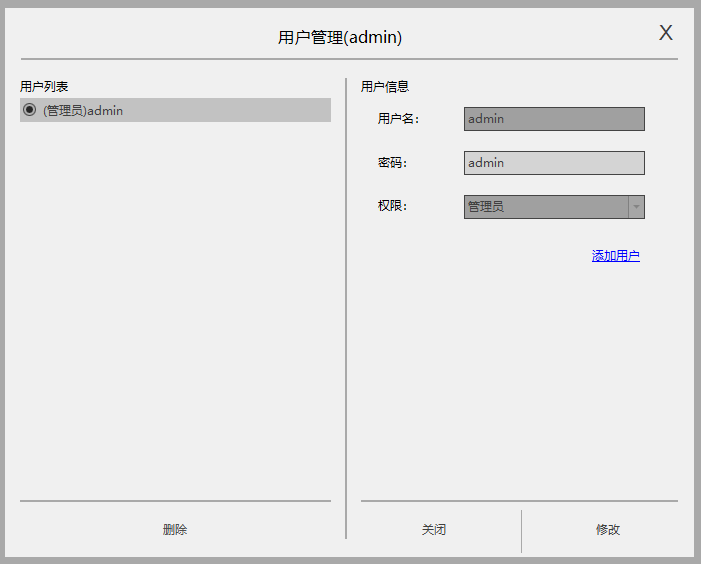 用户管理(admin)
X
用户列表
(管理员)admin
用户信息
用户名：
admin
密码：
admin
权限：
管理员
添加用户
删除
关闭
修改